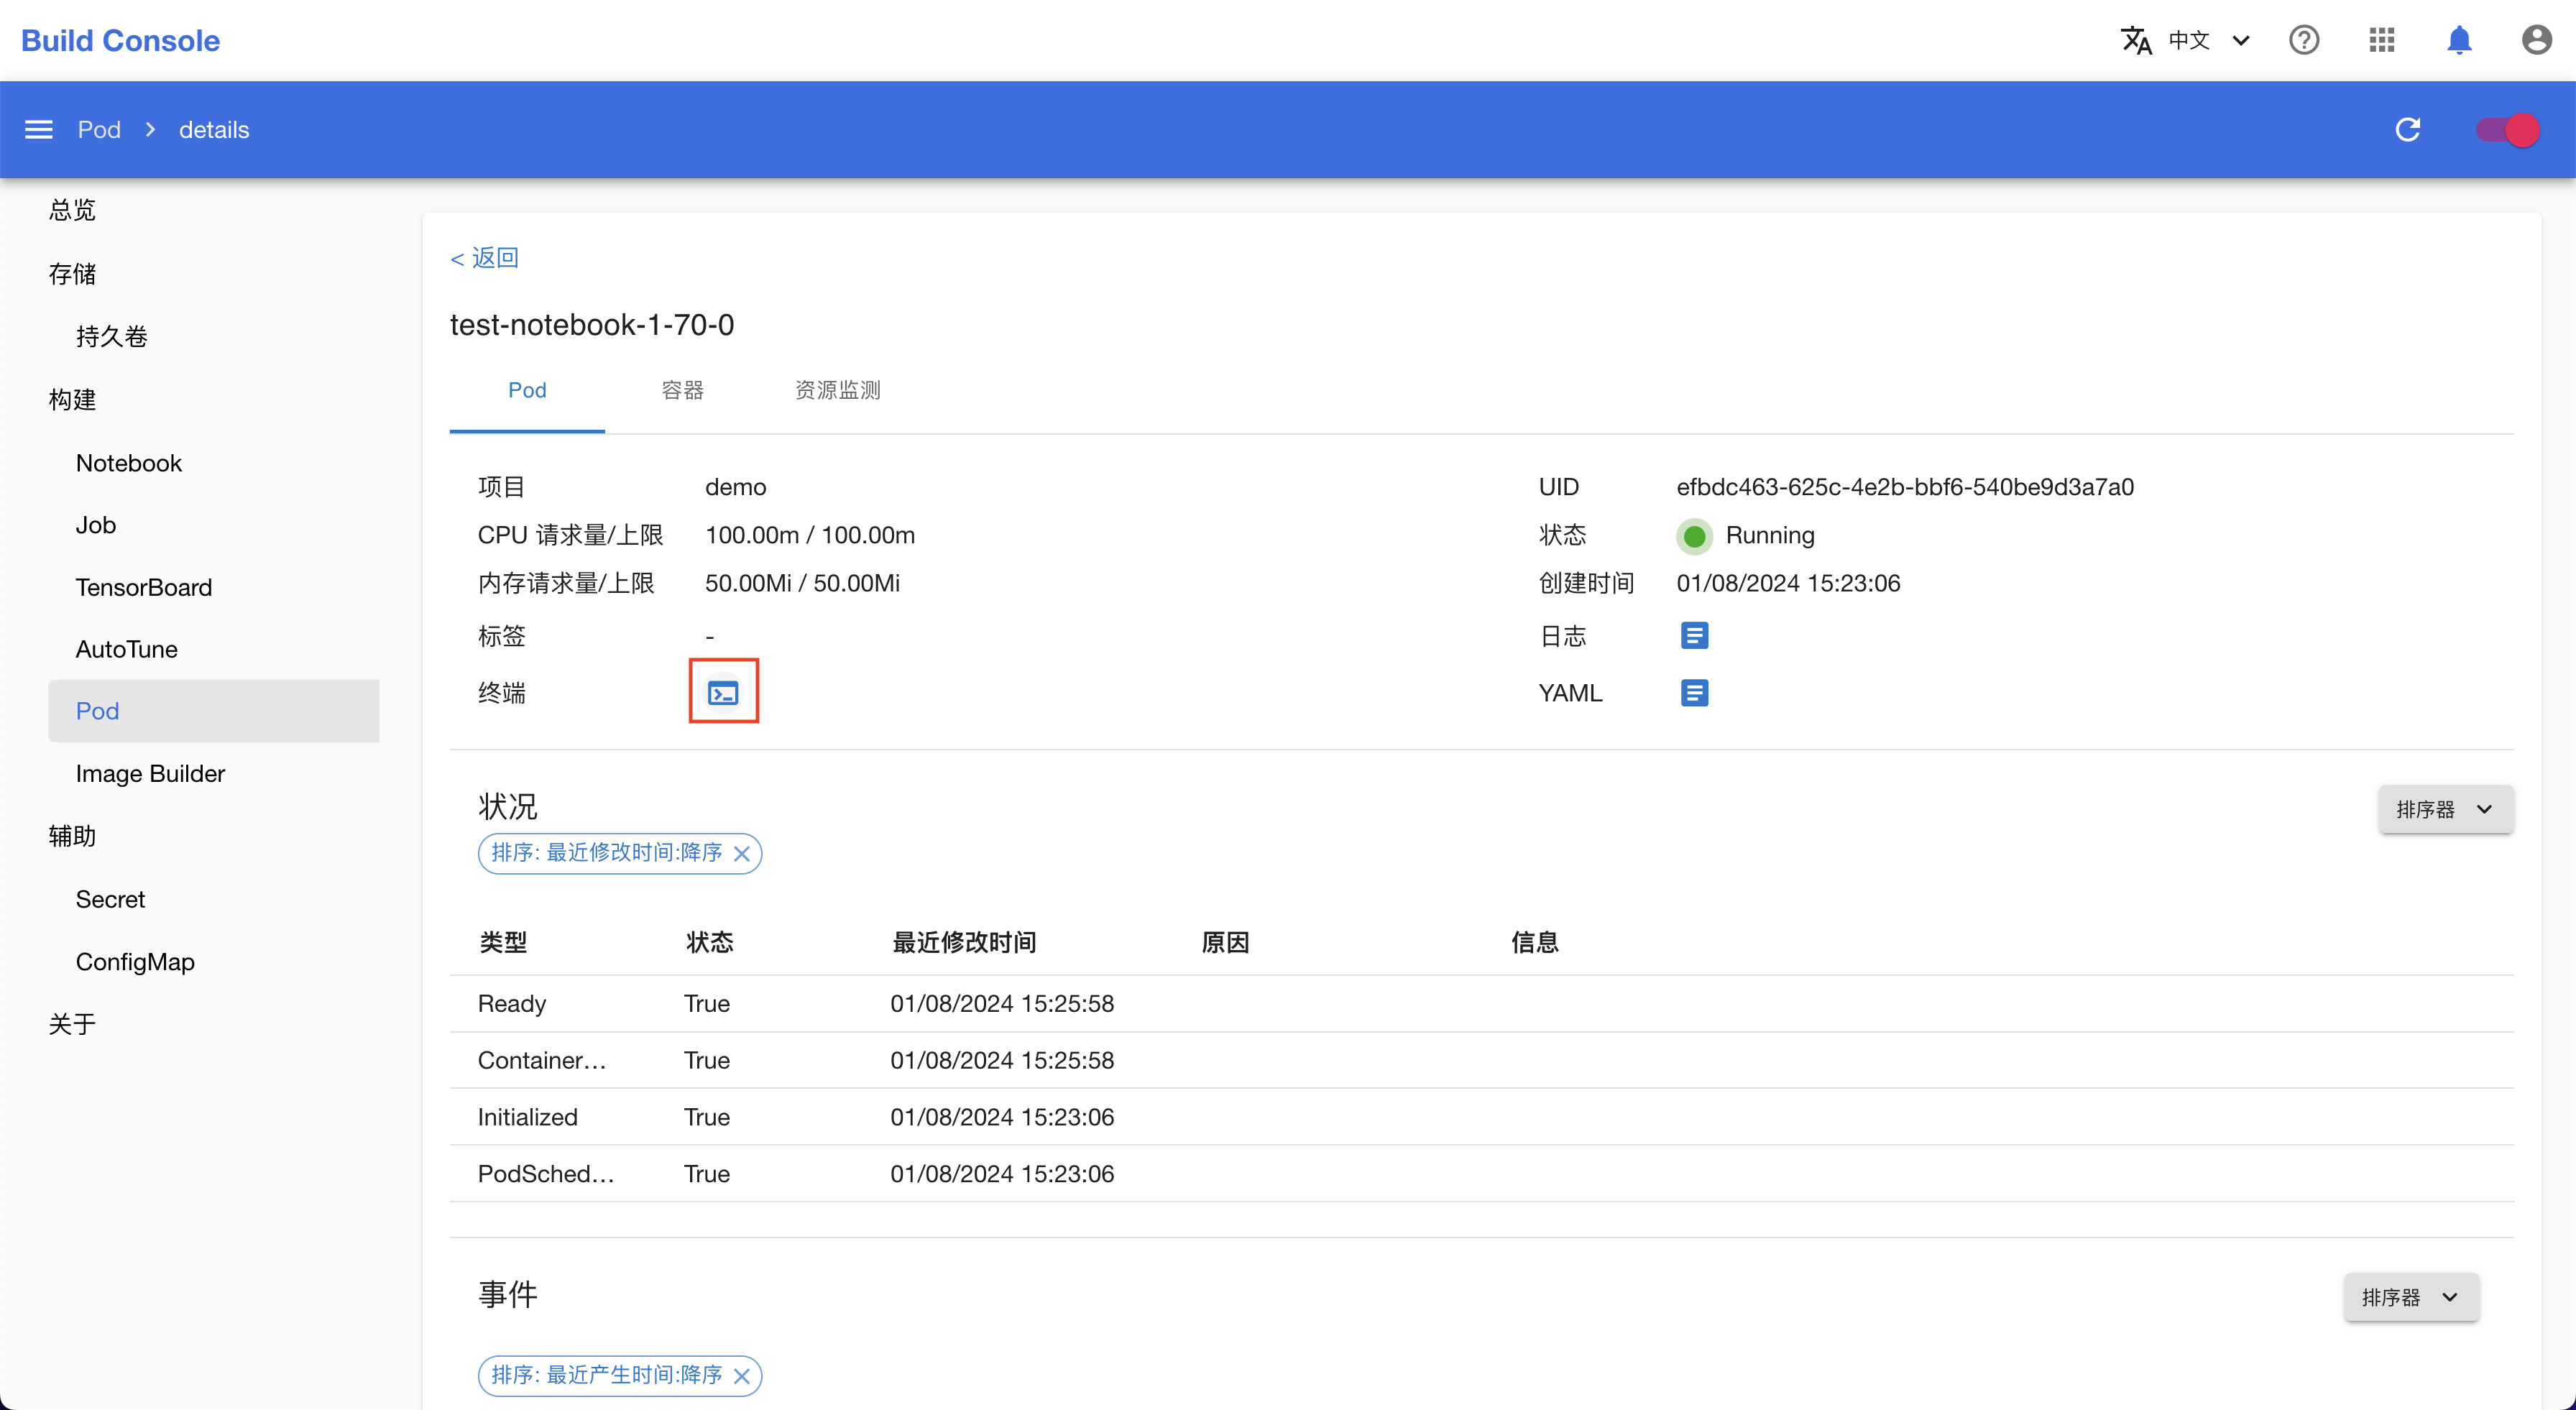 Build Console
中文
Pod > details
总览
存储
持久卷
构建
Notebook
Job
TensorBoard
AutoTune
Pod
Image Builder
辅助
Secret
ConfigMap
关于
< 返回
test-notebook-1-70-0
Pod 容器 资源监测
项目 demo
CPU 请求量/上限 100.00m / 100.00m
内存请求量/上限 50.00Mi / 50.00Mi
标签 -
终端
UID efbdc463-625c-4e2b-bbf6-540be9d3a7a0
状态 Running
创建时间 01/08/2024 15:23:06
日志
YAML
状况
排序器
排序: 最近修改时间:降序
类型 状态 最近修改时间 原因 信息
Ready True 01/08/2024 15:25:58
Container... True 01/08/2024 15:25:58
Initialized True 01/08/2024 15:23:06
PodSched... True 01/08/2024 15:23:06
事件
排序器
排序: 最近产生时间:降序